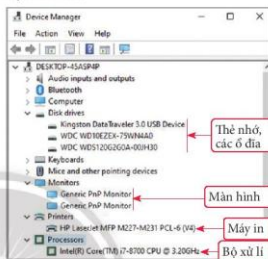 Device Manager
File Action View Help
DESKTOP-45ASP4P
Audio inputs and outputs
Bluetooth
Computer
Disk drives
Kingston DataTraveler 3.0 USB Device
WDC WD10EZEX-75WN4A0
WDC WDS120G2G0A-00JH30
Thẻ nhớ,
các ổ đĩa
Keyboards
Mice and other pointing devices
Monitors
Generic PnP Monitor
Generic PnP Monitor
Màn hình
Printers
HP LaserJet MFP M227-M231 PCL-6 (V4)
Máy in
Processors
Intel(R) Core(TM) i7-8700 CPU @ 3.20GHz
Bộ xử lí